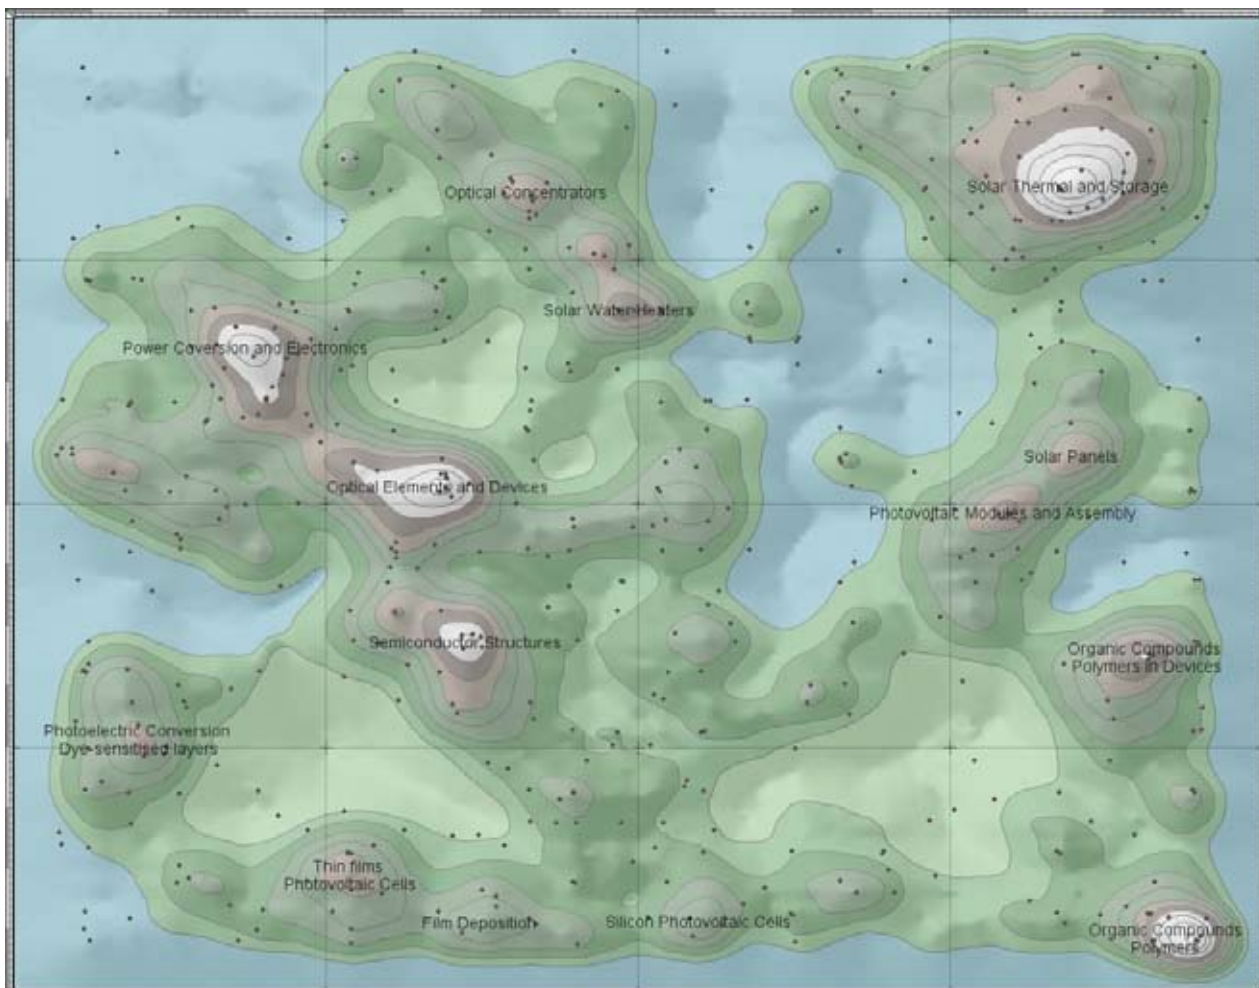 Solar Thermal and Storage
Optical Concentrators
Solar Water Heaters
Power Coversion and Electronics
Solar Panels
Optical Elements and Devices
Photovoltaic Modules and Assembly
Semiconductor Structures
Organic Compounds
Polymers in Devices
Photoelectric Conversion
Dye-sensitised layers
Thin films
Photovoltaic Cells
Film Deposition
Silicon Photovoltaic Cells
Organic Compounds
Polymers